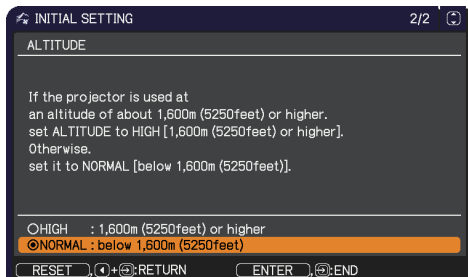 INITIAL SETTING 2/2
ALTITUDE
If the projector is used at
an altitude of about 1,600m (5250feet) or higher.
set ALTITUDE to HIGH [1,600m (5250feet) or higher].
Otherwise.
set it to NORMAL [below 1,600m (5250feet)].
HIGH : 1,600m (5250feet) or higher
NORMAL : below 1,600m (5250feet)
RESET , + :RETURN ENTER , :END